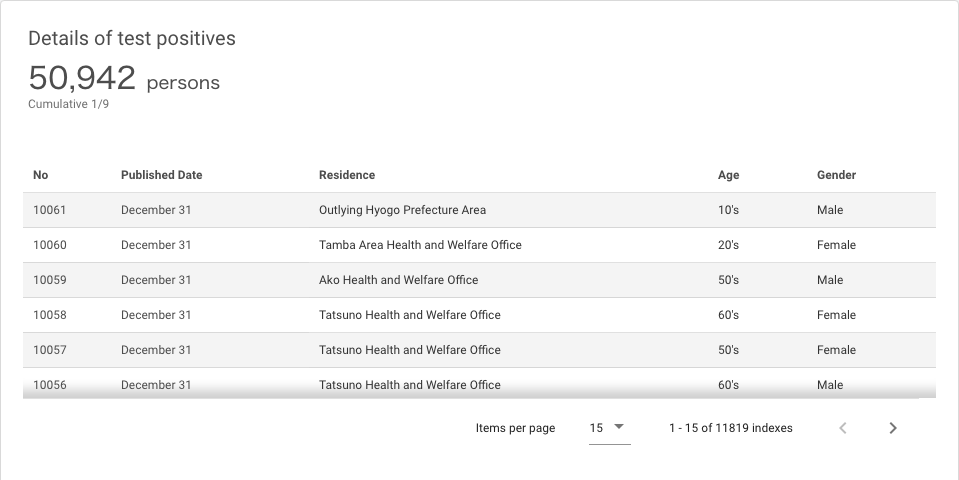 Details of test positives
50,942 persons
Cumulative 1/9
No Published Date Residence Age Gender
10061 December 31 Outlying Hyogo Prefecture Area 10's Male
10060 December 31 Tamba Area Health and Welfare Office 20's Female
10059 December 31 Ako Health and Welfare Office 50's Male
10058 December 31 Tatsuno Health and Welfare Office 60's Female
10057 December 31 Tatsuno Health and Welfare Office 50's Female
10056 December 31 Tatsuno Health and Welfare Office 60's Male
Items per page 15 1 - 15 of 11819 indexes